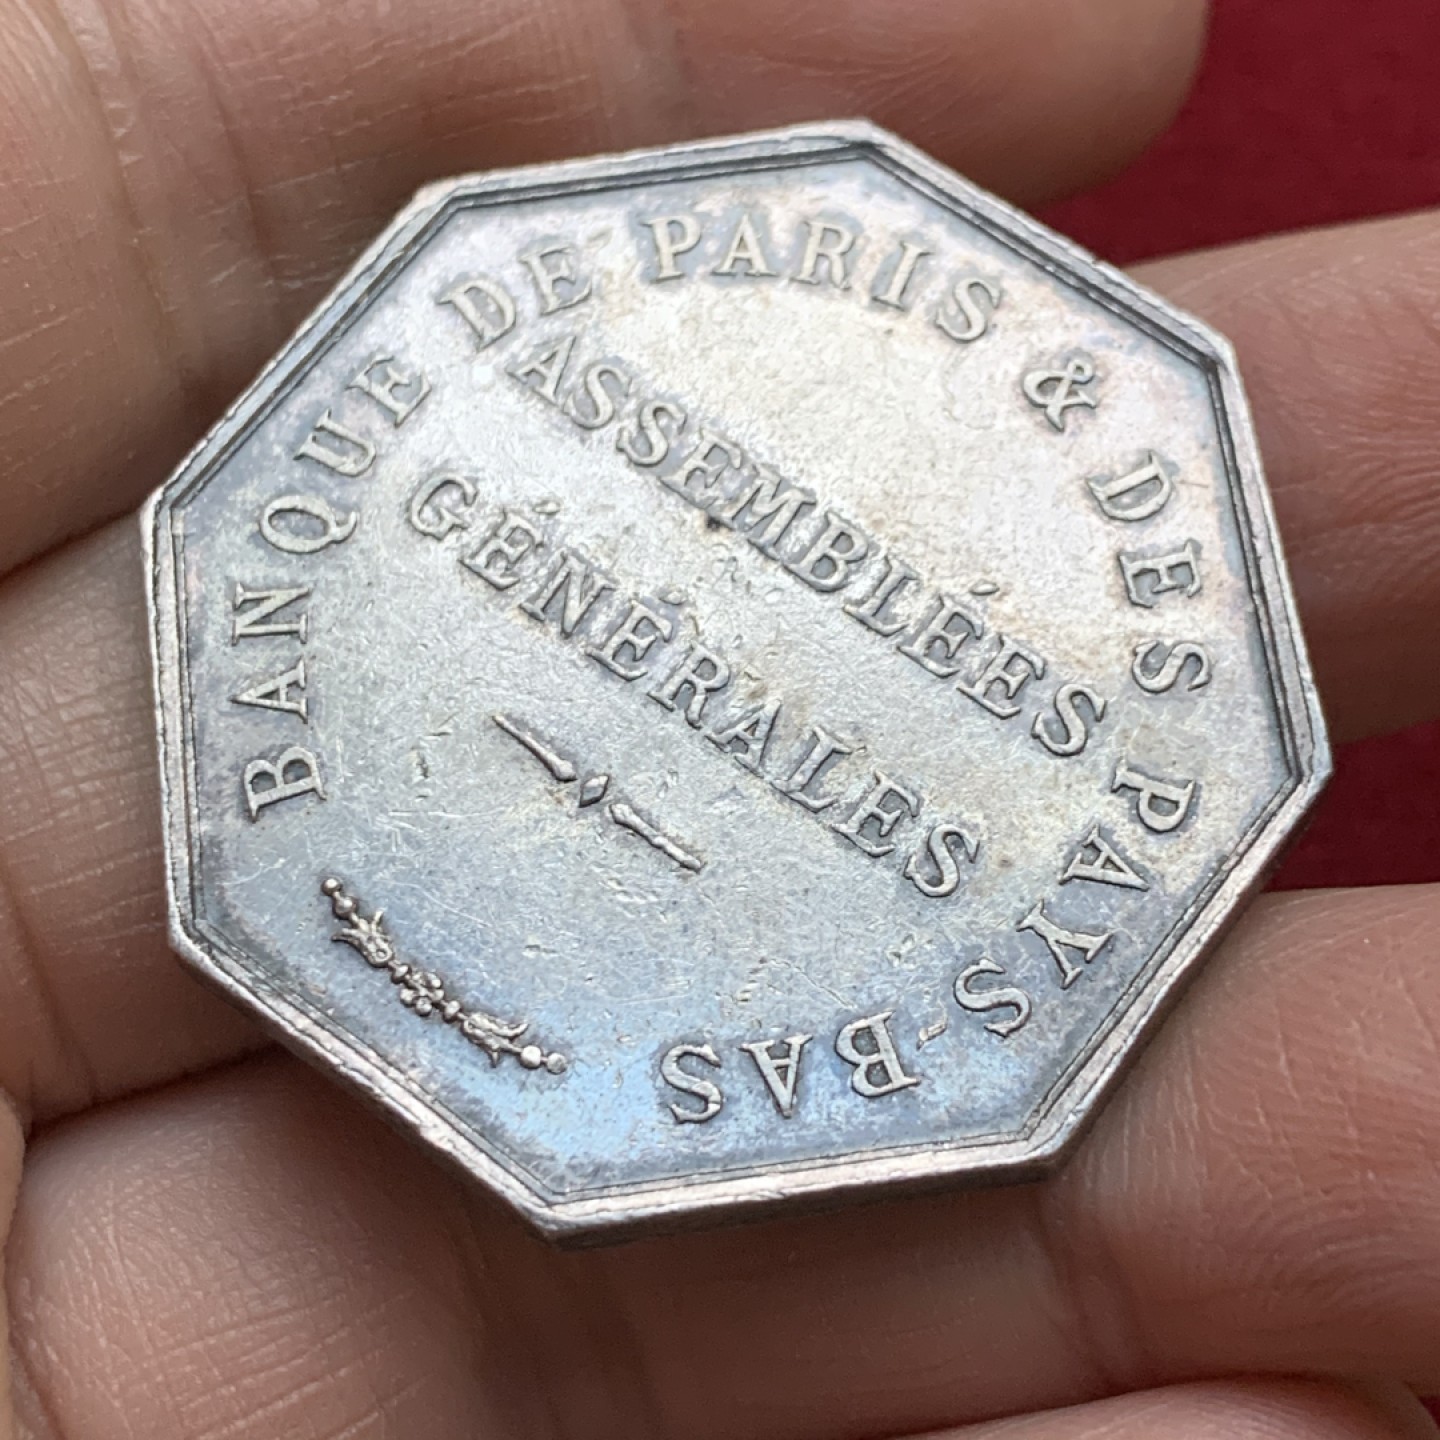 BANQUE DE PARIS & DES PAYS-BAS
ASSEMBLÉES
GÉNÉRALES